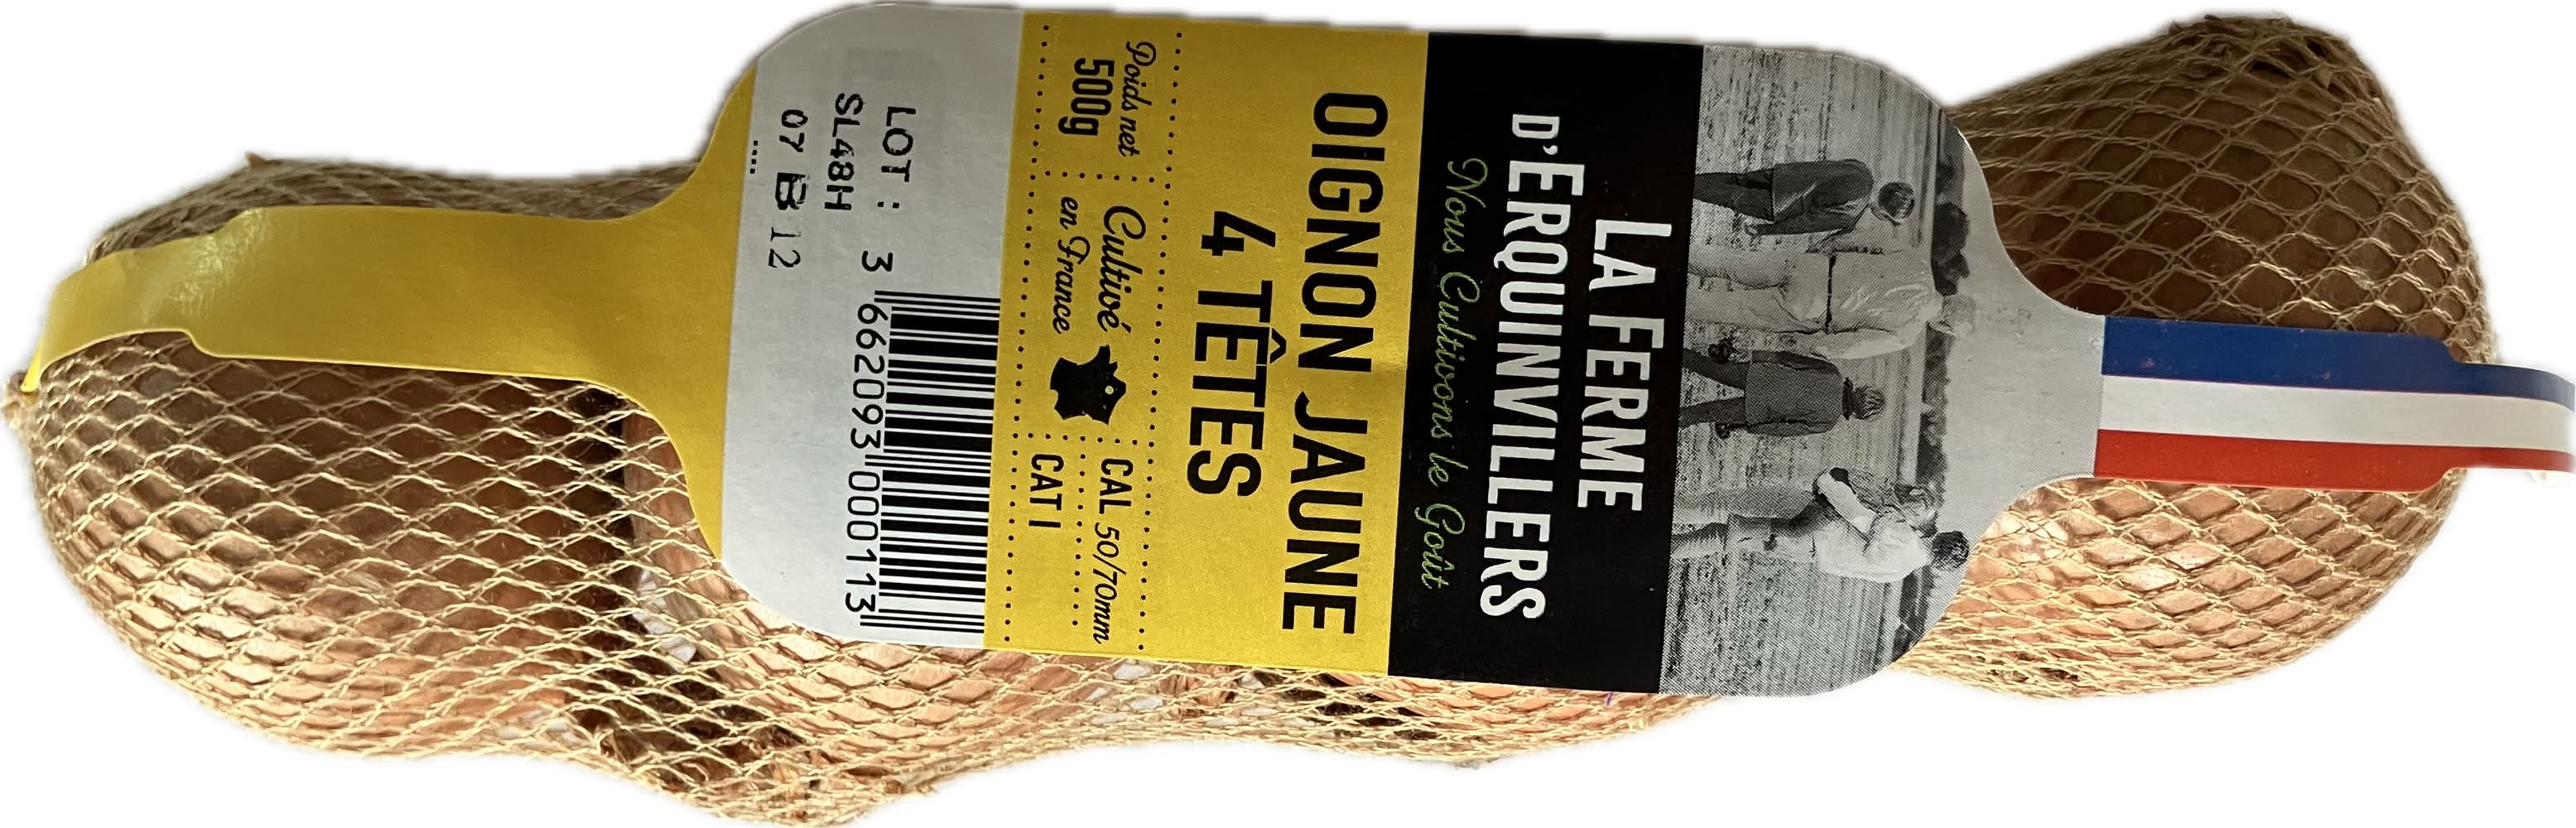 LA FERME
D'ERQUINVILLERS
Nous Cultivons le Goût
OIGNON JAUNE
4 TÊTES
Poids net
500g
Cultivé
en France
CAL 50/70mm
CAT I
LOT :
SL48H
07 B 12
3 662093 000113